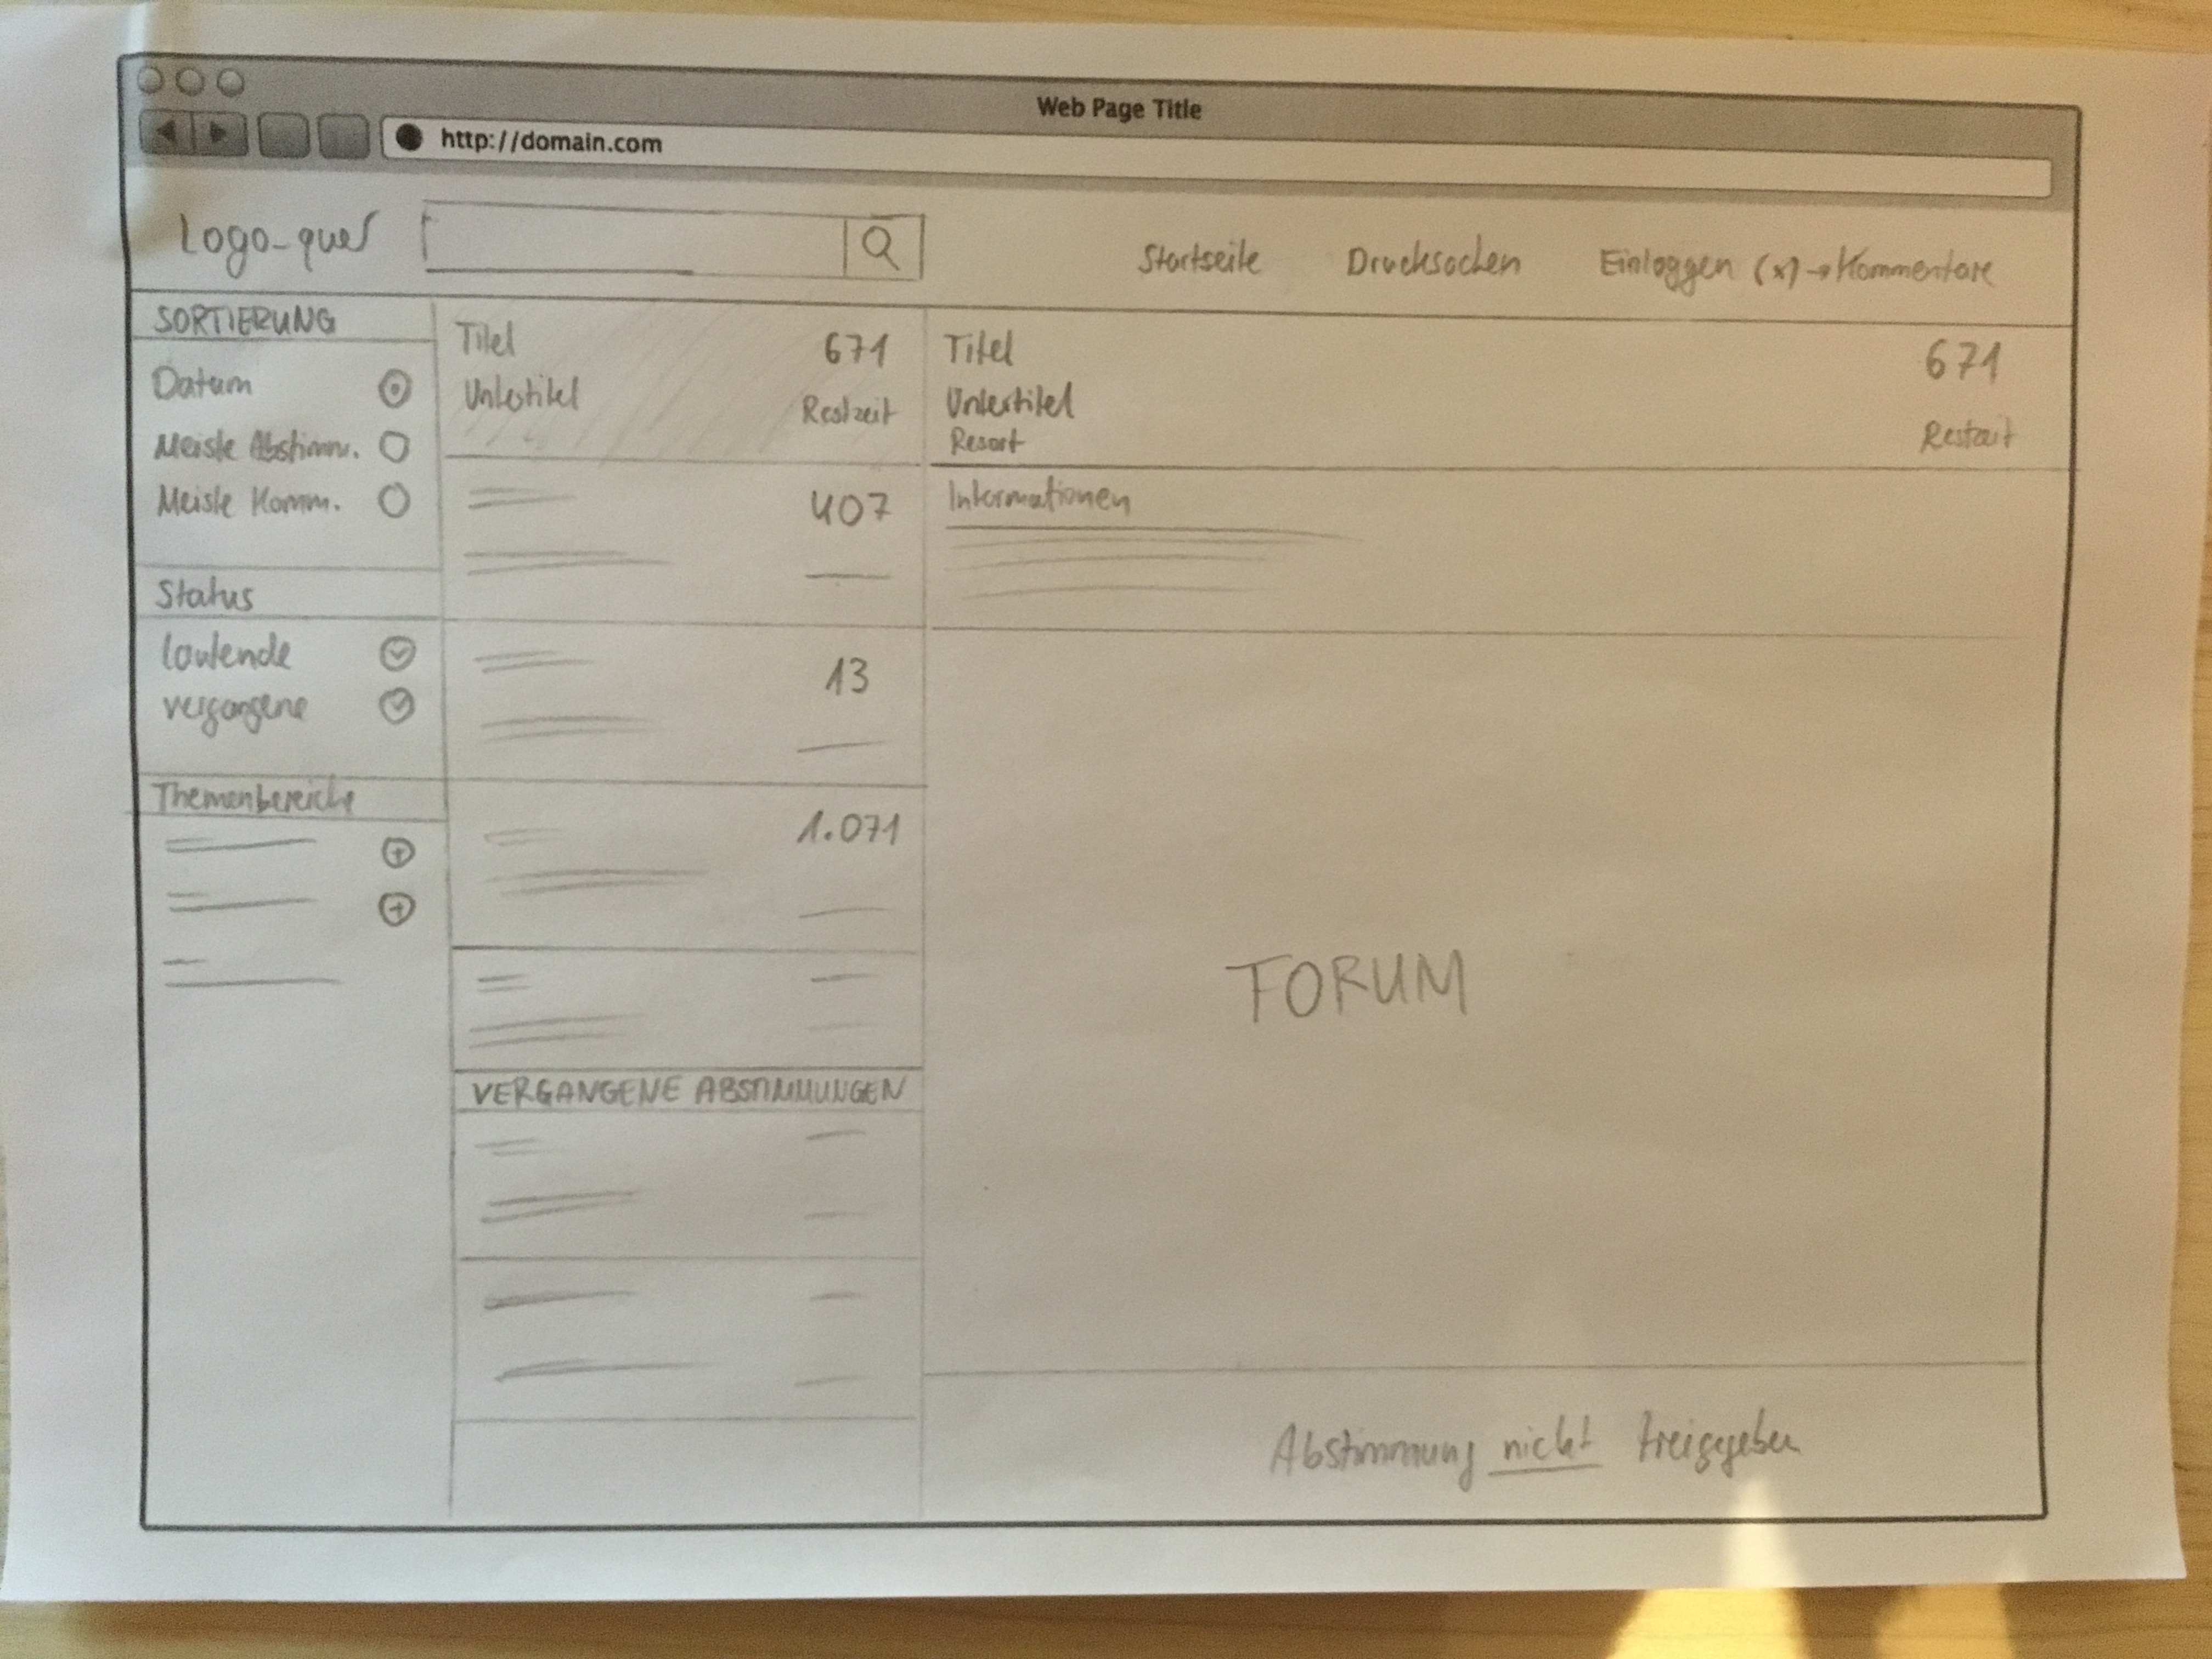 Web Page Title
http://domain.com
Logo-quer
Startseite Drucksachen Einloggen (x)→Kommentare
SORTIERUNG
Datum
Meiste Abstimm.
Meiste Komm.
Status
laufende
vergangene
Themenbereiche
Titel 671
Untertitel Restzeit
407
13
1.071
VERGANGENE ABSTIMMUNGEN
Titel 671
Untertitel
Resort Restzeit
Informationen
FORUM
Abstimmung nicht freigegeben